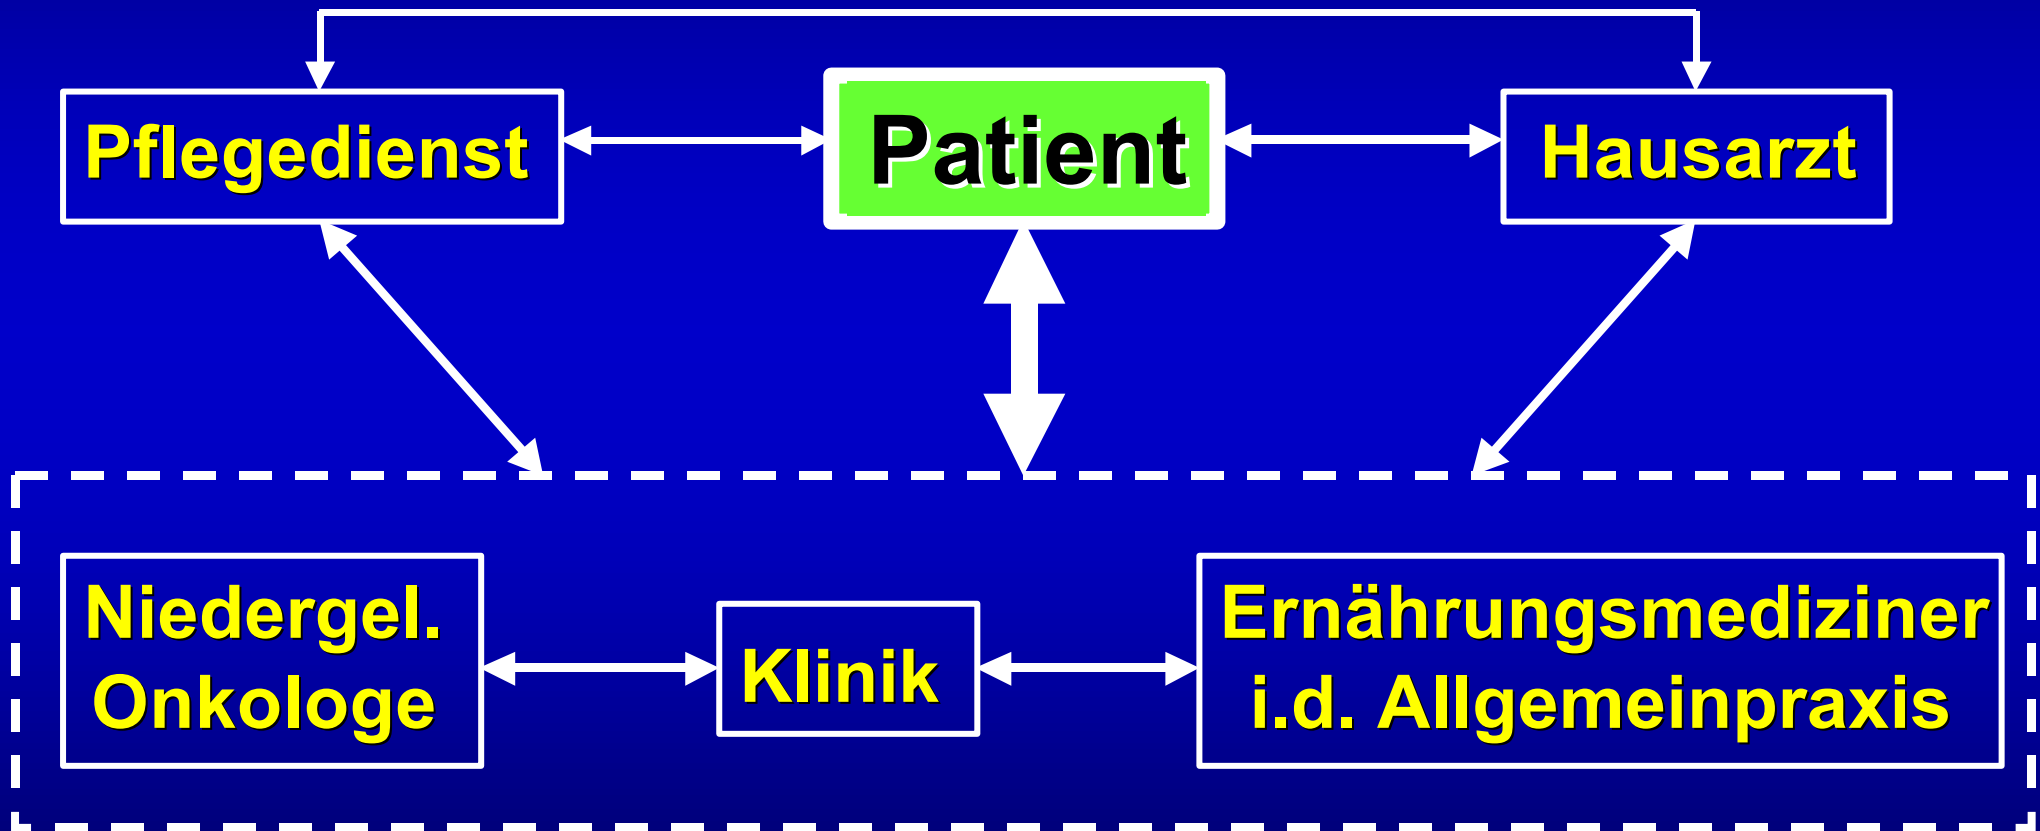 Pflegedienst
Patient
Hausarzt
Niedergel.
Onkologe
Klinik
Ernährungsmediziner
i.d. Allgemeinpraxis